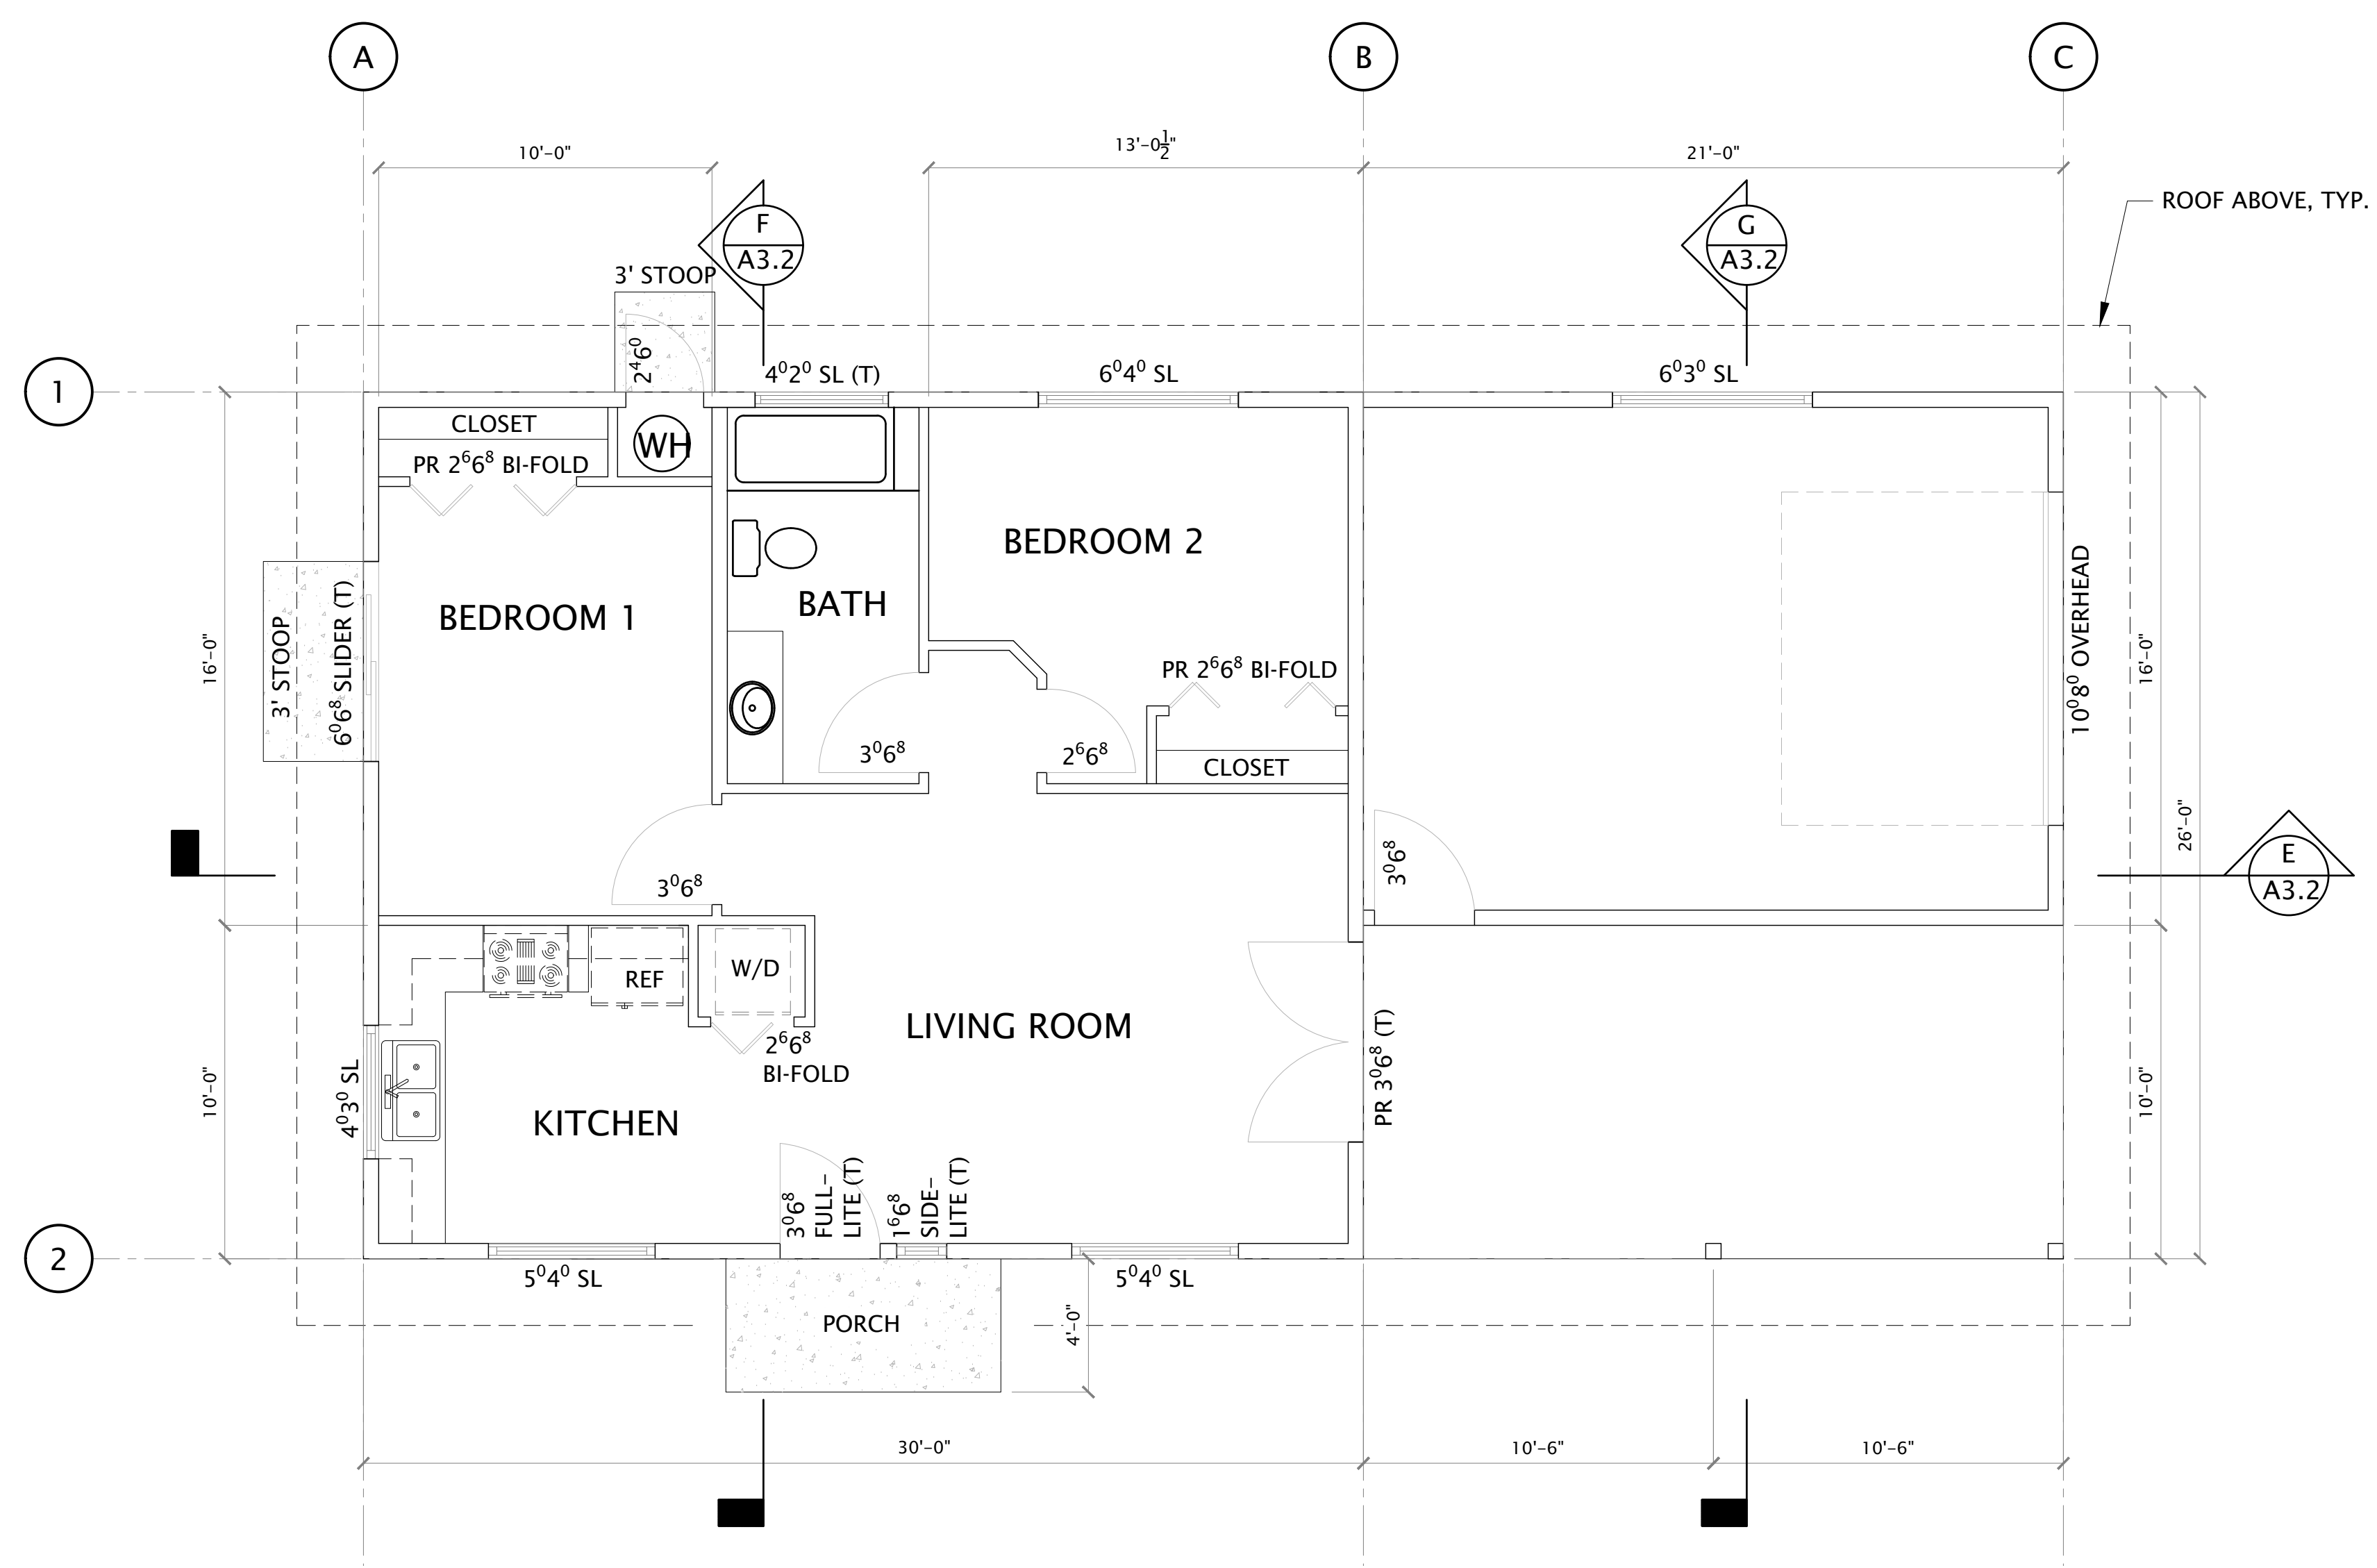 A
B
C
10'-0"
13'-0½"
21'-0"
ROOF ABOVE, TYP.
F
A3.2
G
A3.2
3' STOOP
2⁴6⁰
4⁰2⁰ SL (T)
6⁰4⁰ SL
6⁰3⁰ SL
1
CLOSET
WH
PR 2⁶6⁸ BI-FOLD
BEDROOM 2
BATH
BEDROOM 1
3' STOOP
6⁰6⁸ SLIDER (T)
16'-0"
PR 2⁶6⁸ BI-FOLD
10⁰8⁰ OVERHEAD
16'-0"
3⁰6⁸
2⁶6⁸
CLOSET
26'-0"
3⁰6⁸
3⁰6⁸
E
A3.2
W/D
REF
LIVING ROOM
2⁶6⁸
BI-FOLD
PR 3⁰6⁸ (T)
4⁰3⁰ SL
10'-0"
10'-0"
KITCHEN
3⁰6⁸
FULL-
LITE (T)
1⁶6⁸
SIDE-
LITE (T)
2
5⁰4⁰ SL
5⁰4⁰ SL
PORCH
4'-0"
30'-0"
10'-6"
10'-6"